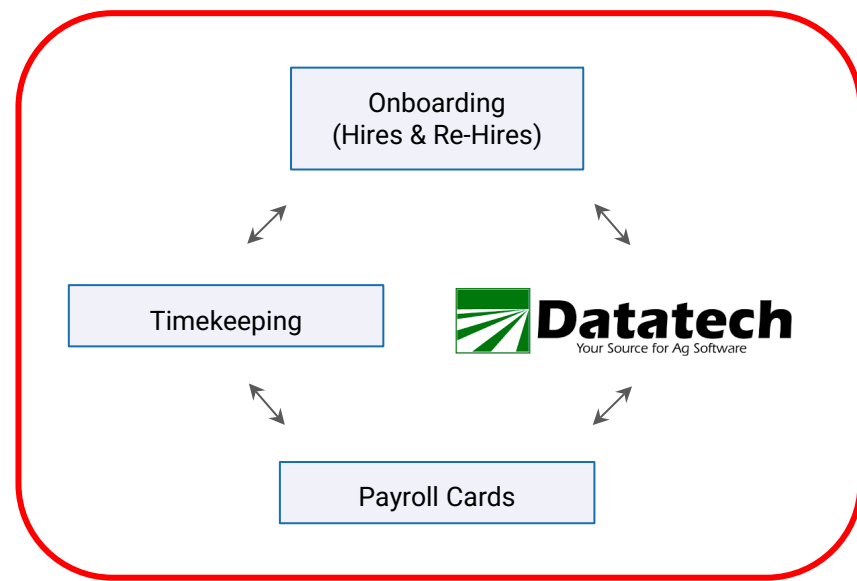 Onboarding
(Hires & Re-Hires)
Timekeeping
Datatech
Your Source for Ag Software
Payroll Cards